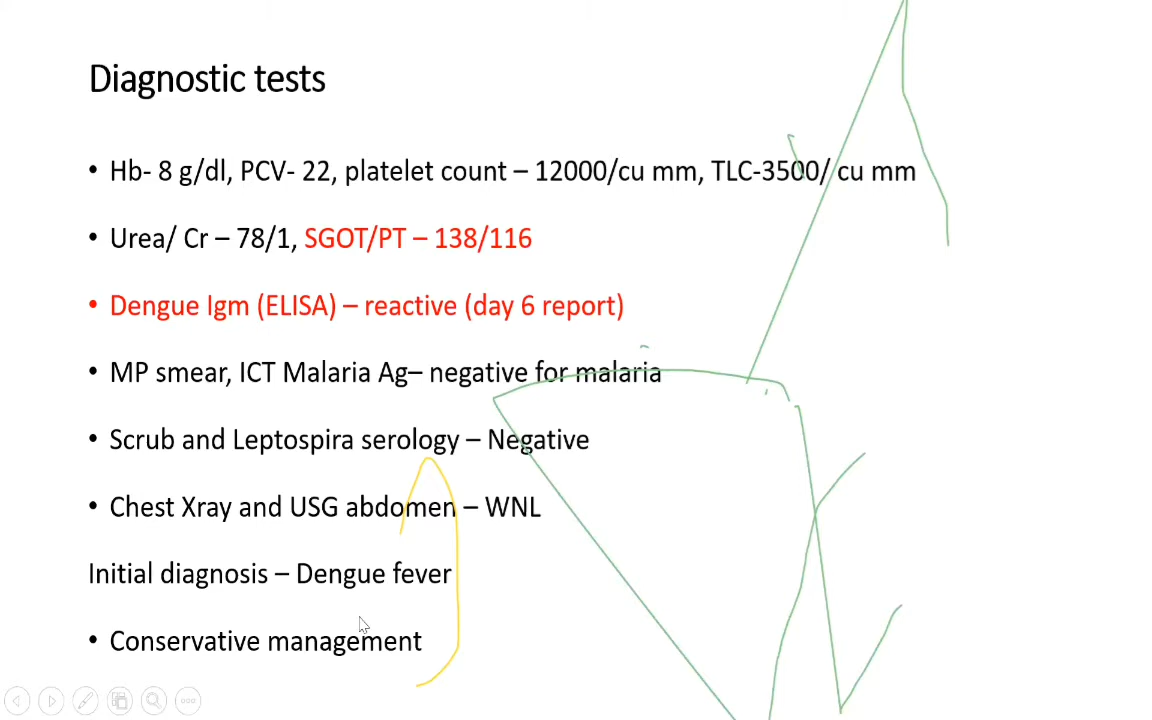 Diagnostic tests
• Hb- 8 g/dl, PCV- 22, platelet count – 12000/cu mm, TLC-3500/ cu mm
• Urea/ Cr – 78/1, SGOT/PT – 138/116
• Dengue Igm (ELISA) – reactive (day 6 report)
• MP smear, ICT Malaria Ag– negative for malaria
• Scrub and Leptospira serology – Negative
• Chest Xray and USG abdomen – WNL
Initial diagnosis – Dengue fever
• Conservative management